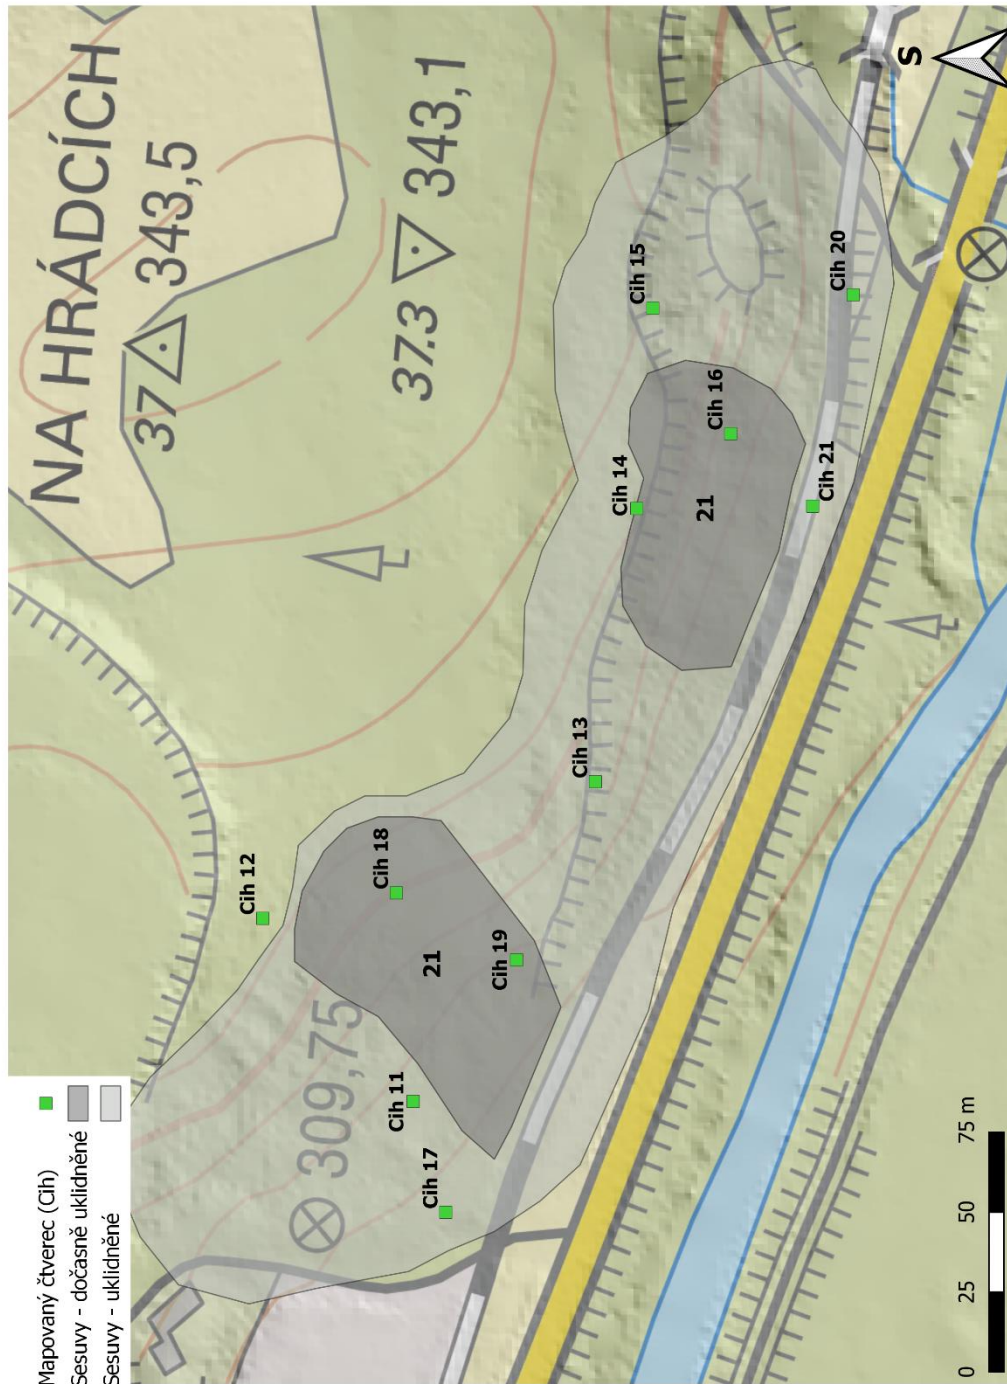 NA HRÁDCÍCH
343,5
37
37.3
343,1
S
Cih 15
Cih 20
Cih 16
Cih 14
21
Cih 21
Cih 13
Cih 12
Cih 18
21
Cih 19
309,75
Cih 11
Cih 17
Mapovaný čtverec (Cih)
Sesuvy - dočasně uklidněné
Sesuvy - uklidněné
0 25 50 75 m